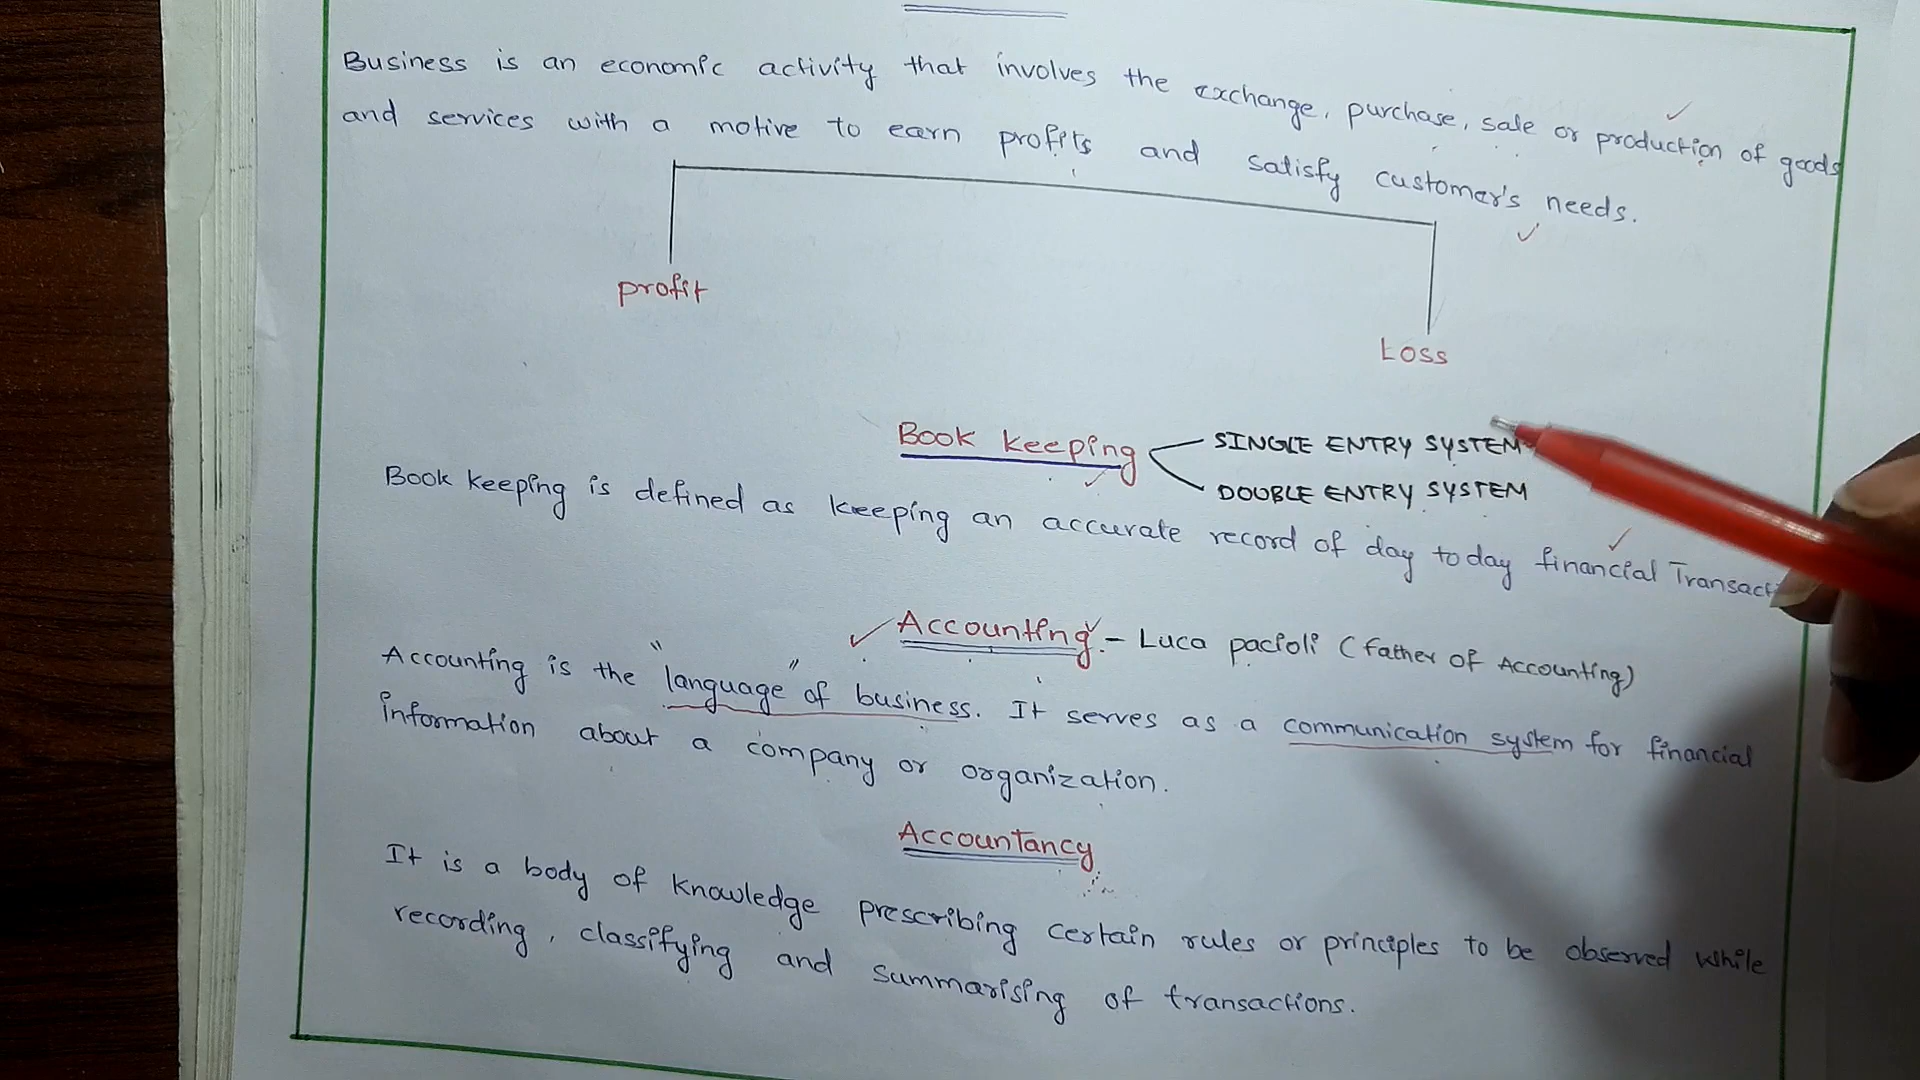 Business is an economic activity that involves the exchange, purchase, sale or production of goods
and services with a motive to earn profits and satisfy customer's needs.
profit
Loss
Book keeping
SINGLE ENTRY SYSTEM
DOUBLE ENTRY SYSTEM
Book keeping is defined as keeping an accurate record of day to day financial Transact
Accounting - Luca pacioli (father of Accounting)
Accounting is the "language" of business. It serves as a communication system for financial
information about a company or organization.
Accountancy
It is a body of knowledge prescribing certain rules or principles to be observed while
recording, classifying and summarising of transactions.